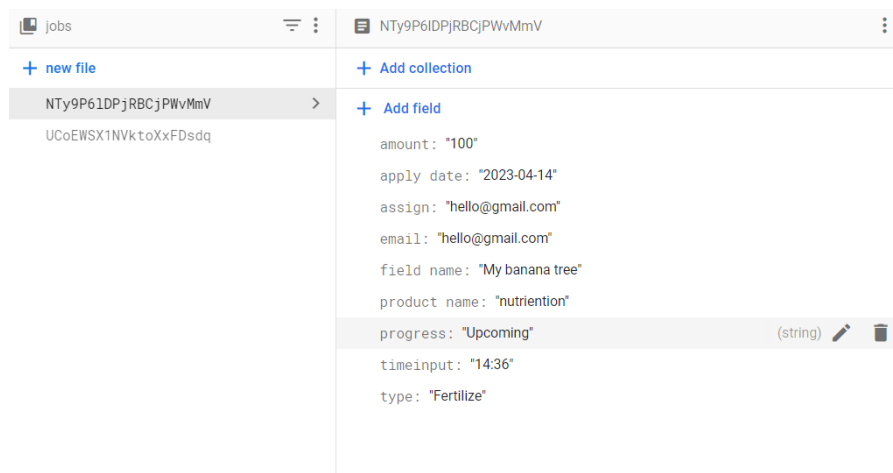 jobs
NTy9P6lDPjRBCjPWvMmV
+ new file
+ Add collection
NTy9P6lDPjRBCjPWvMmV
+ Add field
UCoEWSX1NVktoXxFDsdq
amount: "100"
apply date: "2023-04-14"
assign: "hello@gmail.com"
email: "hello@gmail.com"
field name: "My banana tree"
product name: "nutriention"
progress: "Upcoming" (string)
timeinput: "14:36"
type: "Fertilize"